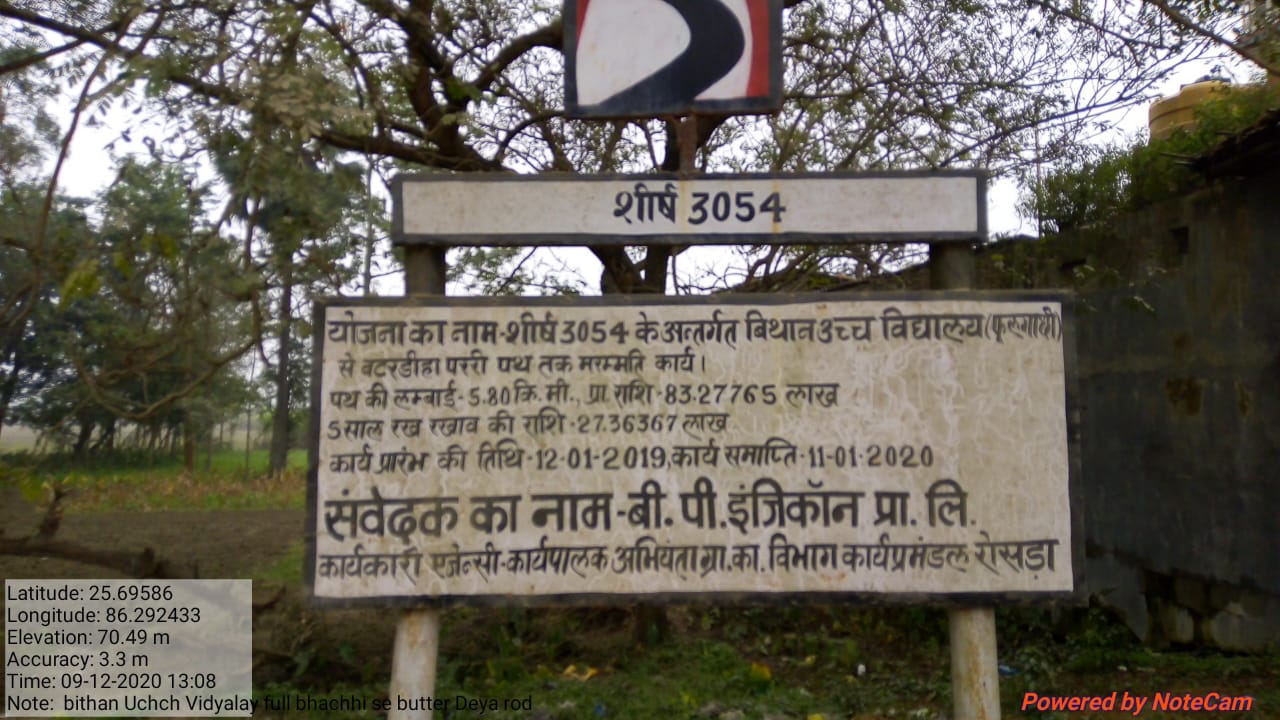 शीर्ष 3054
योजना का नाम-शीर्ष 3054 के अन्तर्गत बिथान उच्च विद्यालय (फुलगाछी)
से बटरडीहा पररी पथ तक मरम्मति कार्य।
पथ की लम्बाई- 5.80 कि. मी., प्रा. राशि -83.27765 लाख
5 साल रख रखाव की राशि -27.36367 लाख
कार्य प्रारंभ की तिथि -12-01-2019, कार्य समाप्ति- 11-01-2020
संवेदक का नाम-बी. पी. इंजिकॉन प्रा. लि.
कार्यकारी एजेन्सी-कार्यपालक अभियंता ग्रा. का. विभाग कार्यप्रमंडल रोसड़ा
Latitude: 25.69586
Longitude: 86.292433
Elevation: 70.49 m
Accuracy: 3.3 m
Time: 09-12-2020 13:08
Note: bithan Uchch Vidyalay full bhachhi se butter Deya rod
Powered by NoteCam